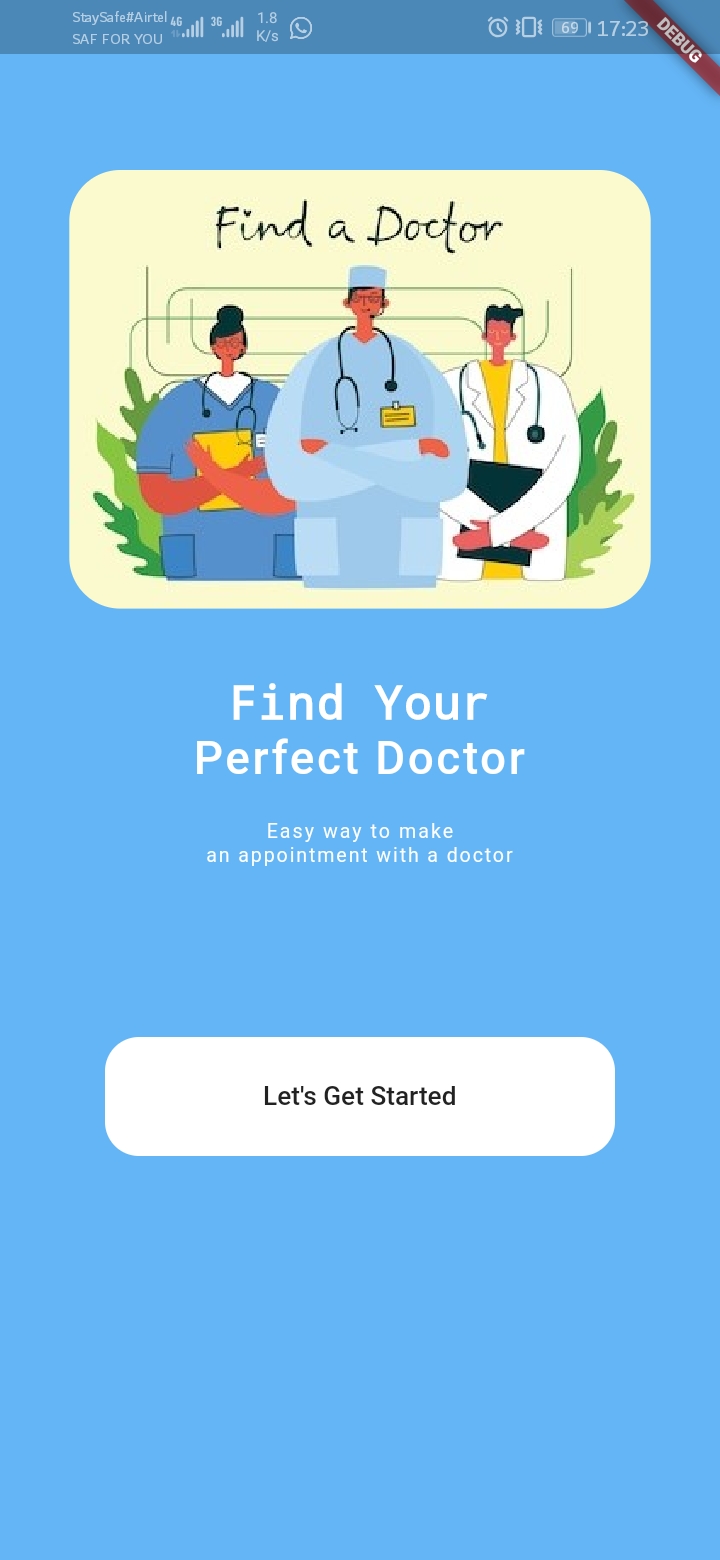 StaySafe#Airtel 4G 3G 1.8 69 17:23
SAF FOR YOU K/s
DEBUG
Find a Doctor
Find Your
Perfect Doctor
Easy way to make
an appointment with a doctor
Let's Get Started